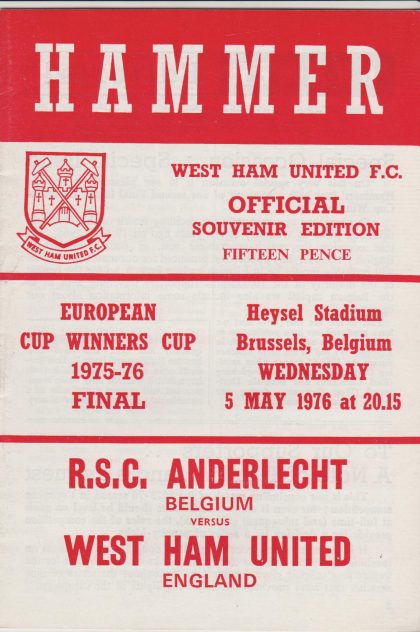 HAMMER
WEST HAM UNITED F.C.
OFFICIAL
SOUVENIR EDITION
FIFTEEN PENCE
WEST HAM UNITED F.C.
EUROPEAN
CUP WINNERS CUP
1975-76
FINAL
Heysel Stadium
Brussels, Belgium
WEDNESDAY
5 MAY 1976 at 20.15
R.S.C. ANDERLECHT
BELGIUM
VERSUS
WEST HAM UNITED
ENGLAND